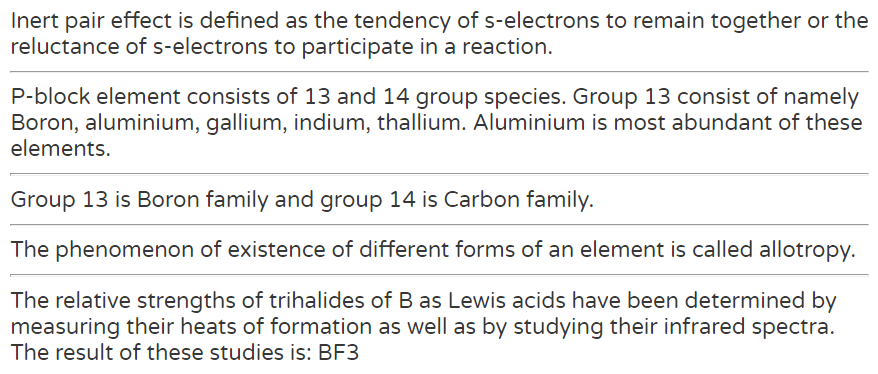 Inert pair effect is defined as the tendency of s-electrons to remain together or the
reluctance of s-electrons to participate in a reaction.
P-block element consists of 13 and 14 group species. Group 13 consist of namely
Boron, aluminium, gallium, indium, thallium. Aluminium is most abundant of these
elements.
Group 13 is Boron family and group 14 is Carbon family.
The phenomenon of existence of different forms of an element is called allotropy.
The relative strengths of trihalides of B as Lewis acids have been determined by
measuring their heats of formation as well as by studying their infrared spectra.
The result of these studies is: BF3